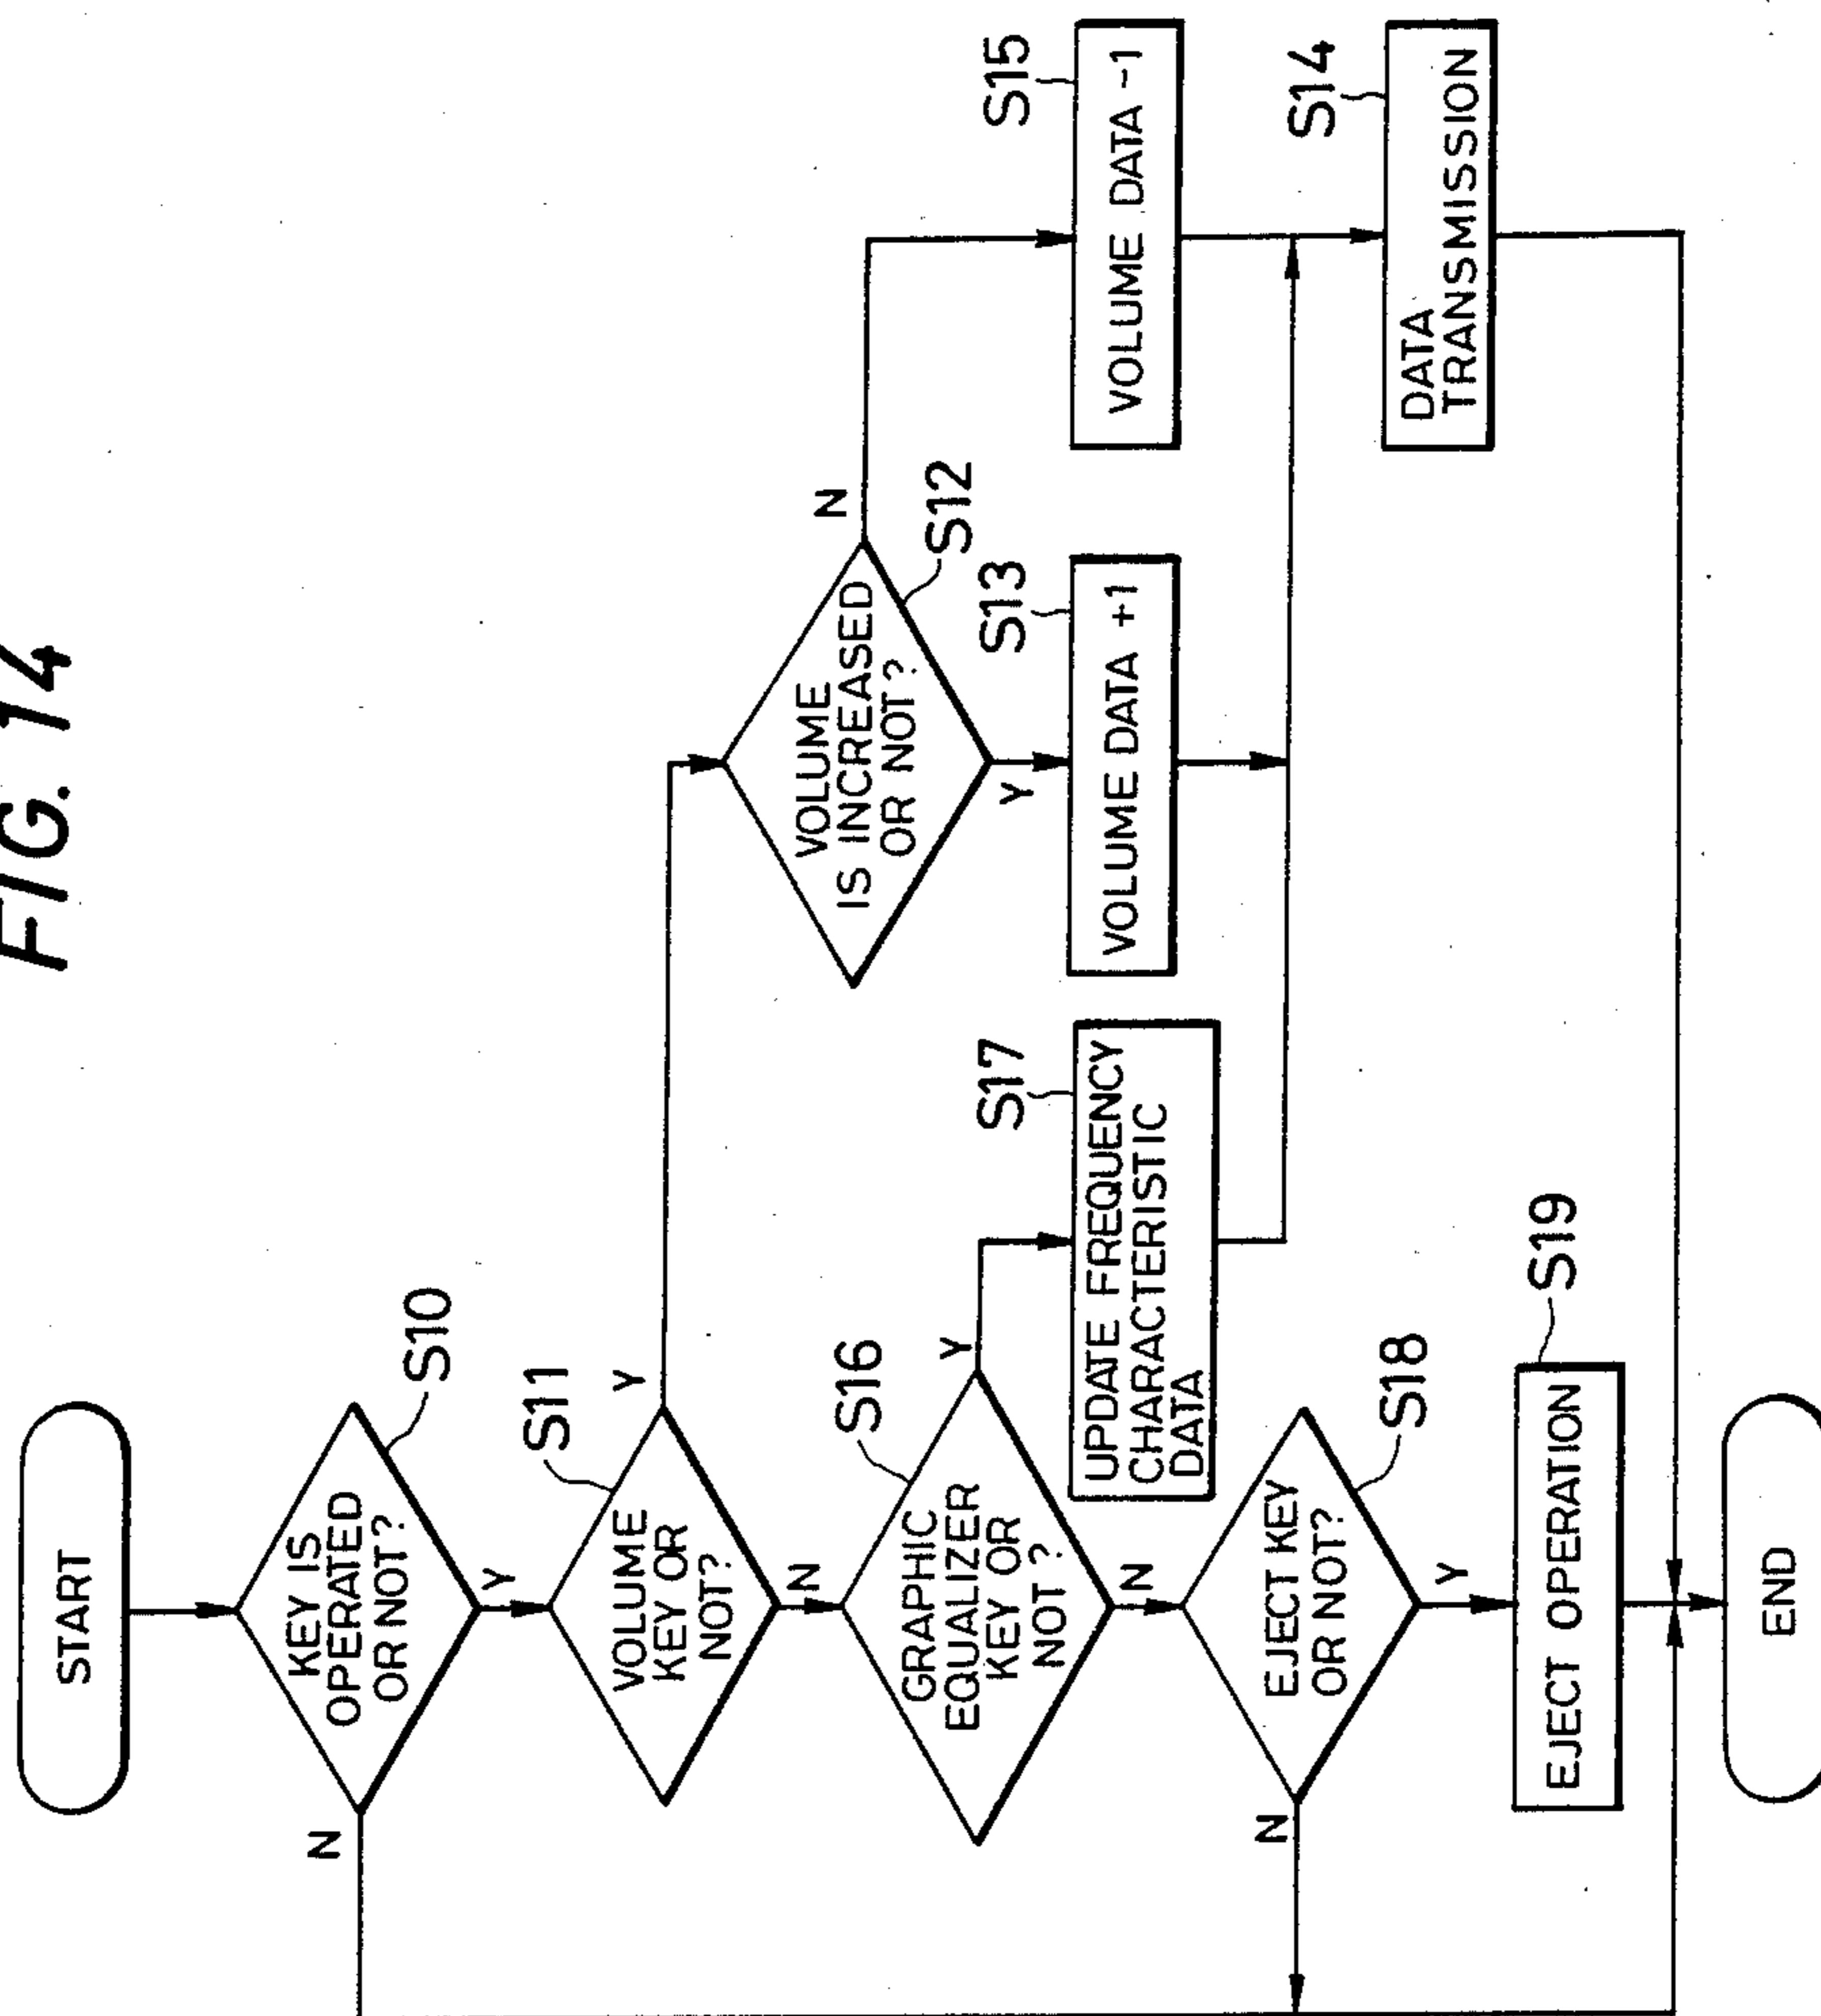 FIG. 14
START
KEY IS
OPERATED
OR NOT?
S10
N
Y
VOLUME
KEY OR
NOT?
S11
Y
N
VOLUME
IS INCREASED
OR NOT?
S12
N
Y
GRAPHIC
EQUALIZER
KEY OR
NOT?
S16
Y
N
UPDATE FREQUENCY
CHARACTERISTIC
DATA
S17
VOLUME DATA +1
S13
VOLUME DATA -1
S15
EJECT KEY
OR NOT?
S18
N
Y
DATA
TRANSMISSION
S14
EJECT OPERATION
S19
END